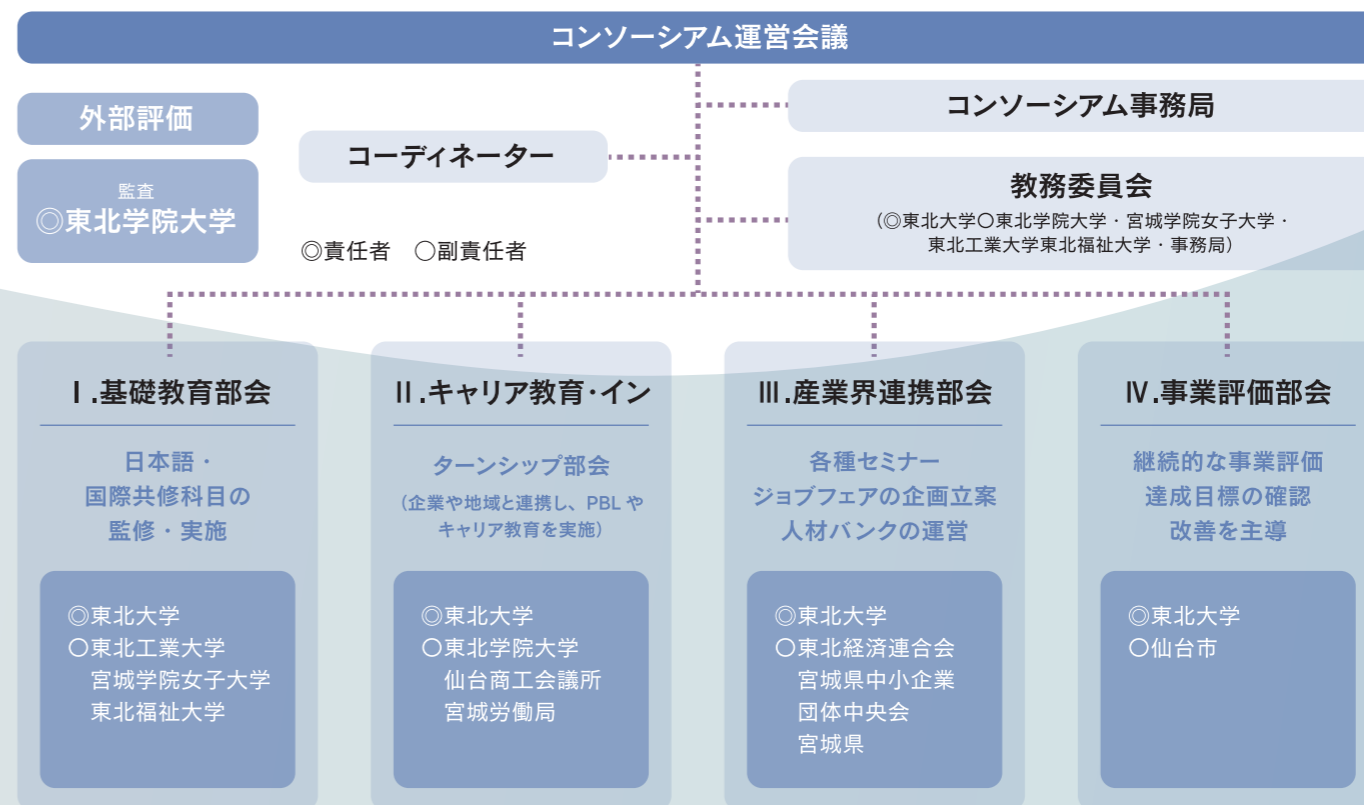 コンソーシアム運営会議
外部評価
監査
◎東北学院大学
コーディネーター
◎責任者　〇副責任者
コンソーシアム事務局
教務委員会
（◎東北大学〇東北学院大学・宮城学院女子大学・
東北工業大学東北福祉大学・事務局）
Ⅰ.基礎教育部会
日本語・
国際共修科目の
監修・実施
◎東北大学
〇東北工業大学
宮城学院女子大学
東北福祉大学
Ⅱ.キャリア教育・イン
ターンシップ部会
（企業や地域と連携し、PBLや
キャリア教育を実施）
◎東北大学
〇東北学院大学
仙台商工会議所
宮城労働局
Ⅲ.産業界連携部会
各種セミナー
ジョブフェアの企画立案
人材バンクの運営
◎東北大学
〇東北経済連合会
宮城県中小企業
団体中央会
宮城県
Ⅳ.事業評価部会
継続的な事業評価
達成目標の確認
改善を主導
◎東北大学
〇仙台市